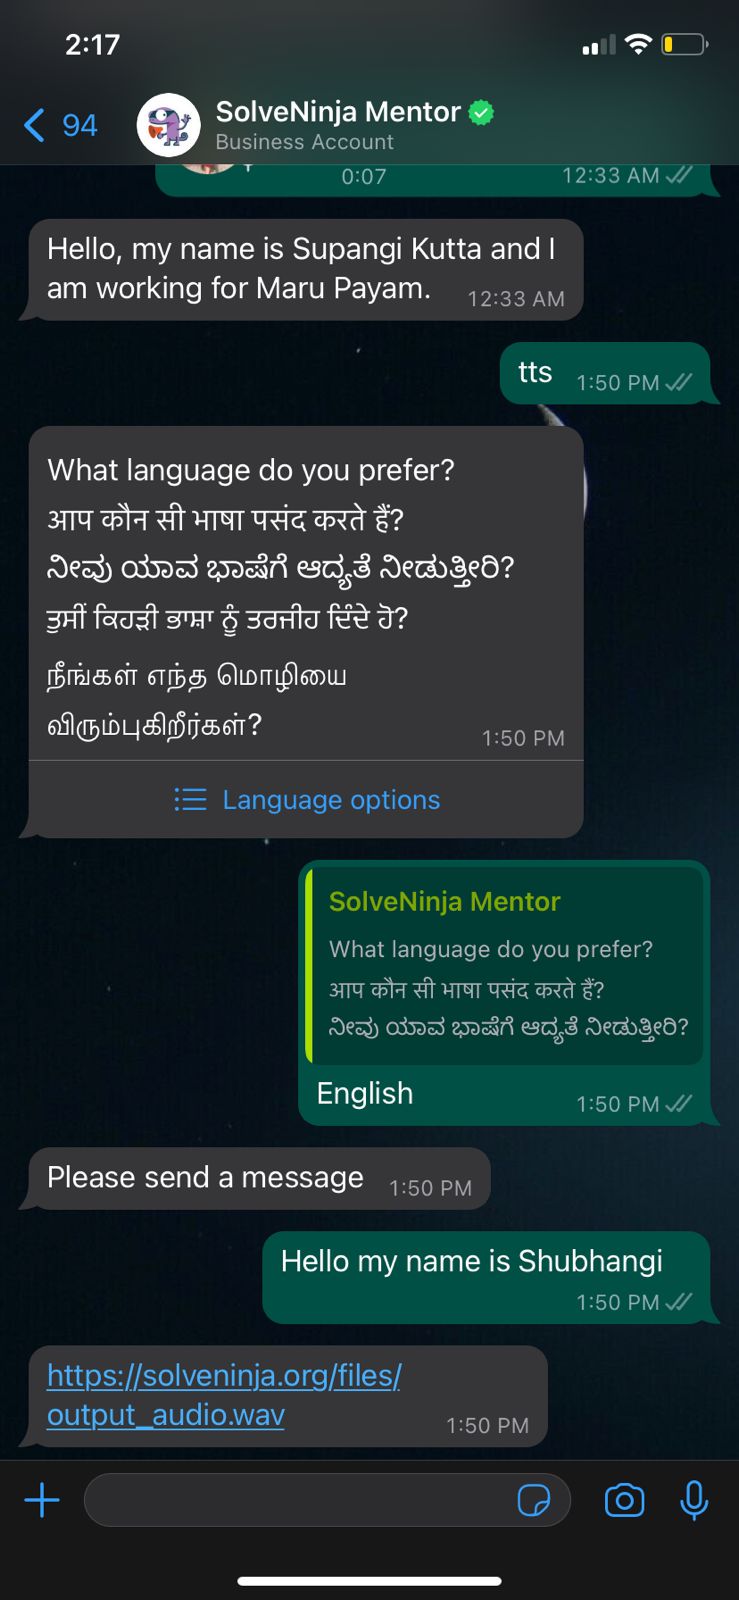 2:17
94
SolveNinja Mentor
Business Account
0:07
12:33 AM
Hello, my name is Supangi Kutta and I
am working for Maru Payam.
12:33 AM
tts
1:50 PM
What language do you prefer?
आप कौन सी भाषा पसंद करते हैं?
ನೀವು ಯಾವ ಭಾಷೆಗೆ ಆದ್ಯತೆ ನೀಡುತ್ತೀರಿ?
ਤੁਸੀਂ ਕਿਹੜੀ ਭਾਸ਼ਾ ਨੂੰ ਤਰਜੀਹ ਦਿੰਦੇ ਹੋ?
நீங்கள் எந்த மொழியை
விரும்புகிறீர்கள்?
1:50 PM
Language options
SolveNinja Mentor
What language do you prefer?
आप कौन सी भाषा पसंद करते हैं?
ನೀವು ಯಾವ ಭಾಷೆಗೆ ಆದ್ಯತೆ ನೀಡುತ್ತೀರಿ?
English
1:50 PM
Please send a message
1:50 PM
Hello my name is Shubhangi
1:50 PM
https://solveninja.org/files/
output_audio.wav
1:50 PM